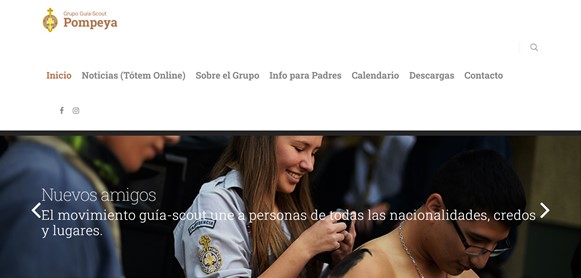 Grupo Guía-Scout
Pompeya
Inicio Noticias (Tótem Online) Sobre el Grupo Info para Padres Calendario Descargas Contacto
Nuevos amigos
El movimiento guía-scout une a personas de todas las nacionalidades, credos
y lugares.